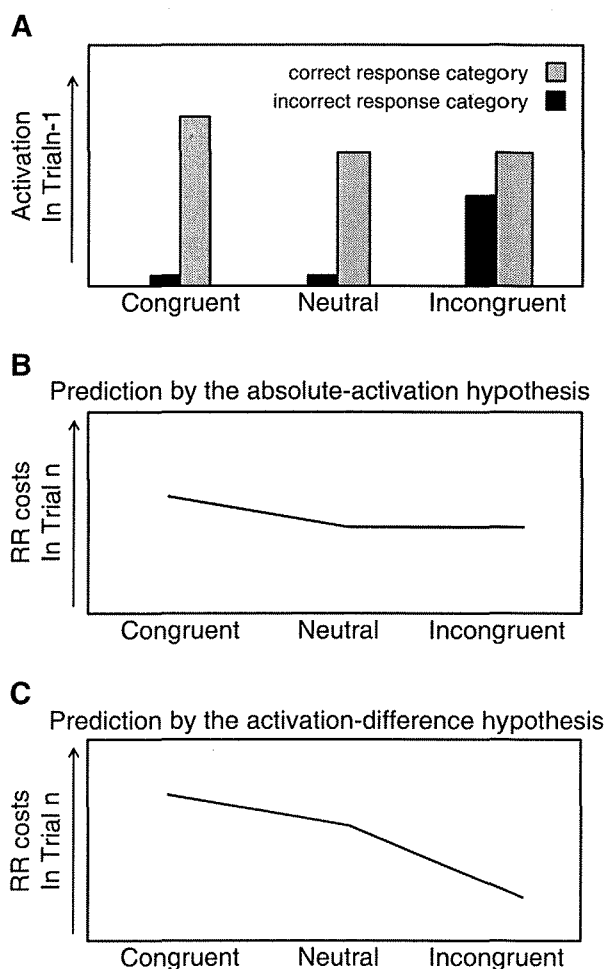 A
Activation
In Trialn-1
correct response category
incorrect response category
Congruent Neutral Incongruent
B
Prediction by the absolute-activation hypothesis
RR costs
In Trial n
Congruent Neutral Incongruent
C
Prediction by the activation-difference hypothesis
RR costs
In Trial n
Congruent Neutral Incongruent